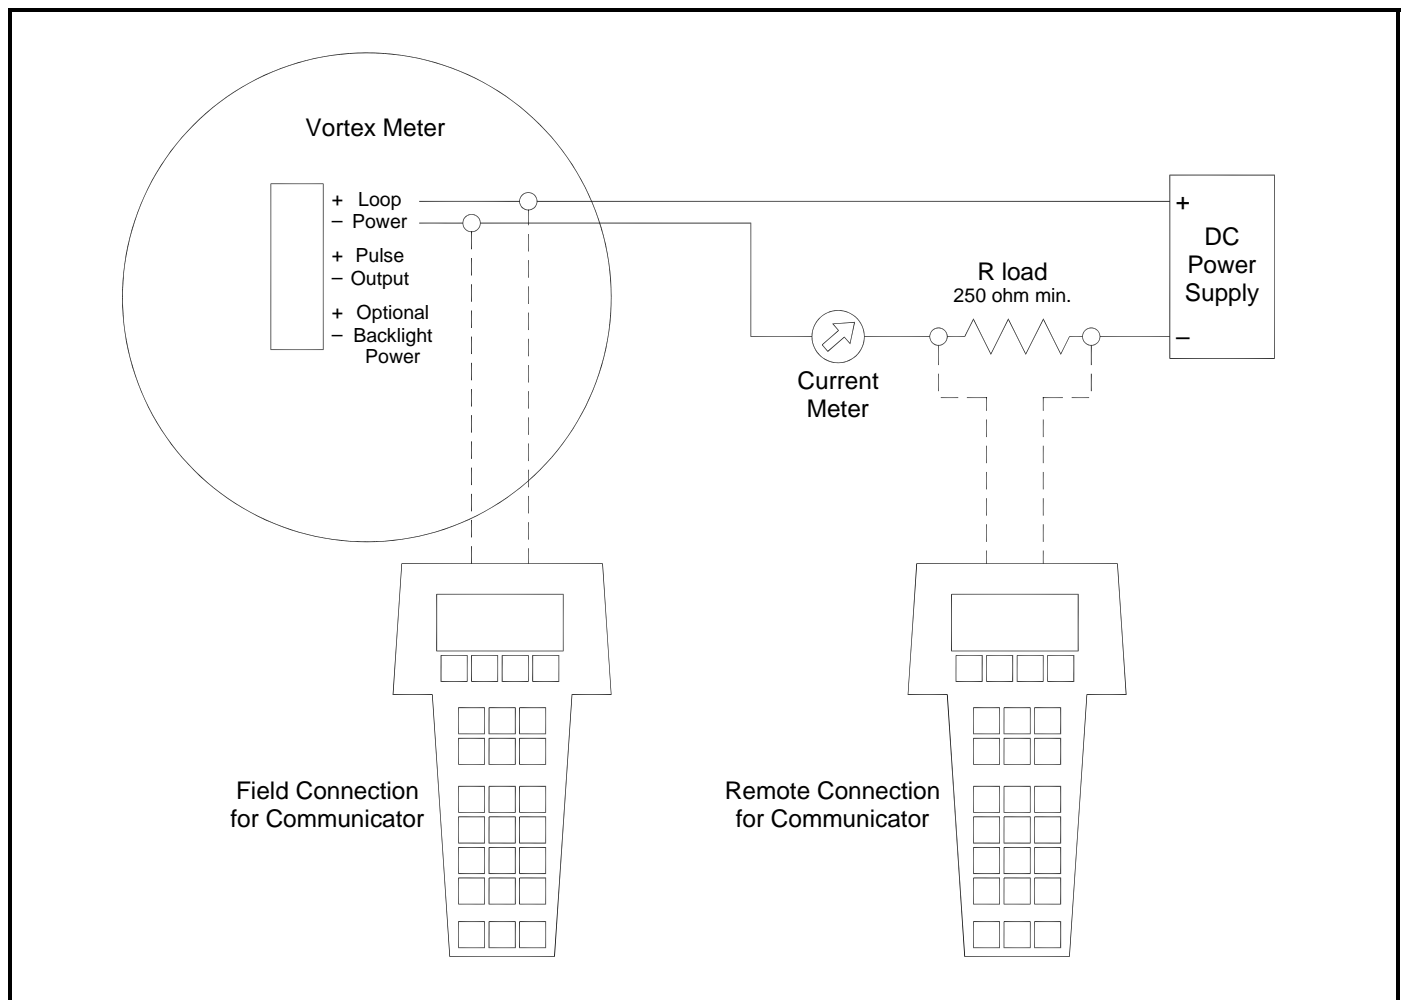 Vortex Meter
+ Loop
− Power
+ Pulse
− Output
+ Optional
− Backlight
Power
+
DC
Power
Supply
−
R load
250 ohm min.
Current
Meter
Field Connection
for Communicator
Remote Connection
for Communicator